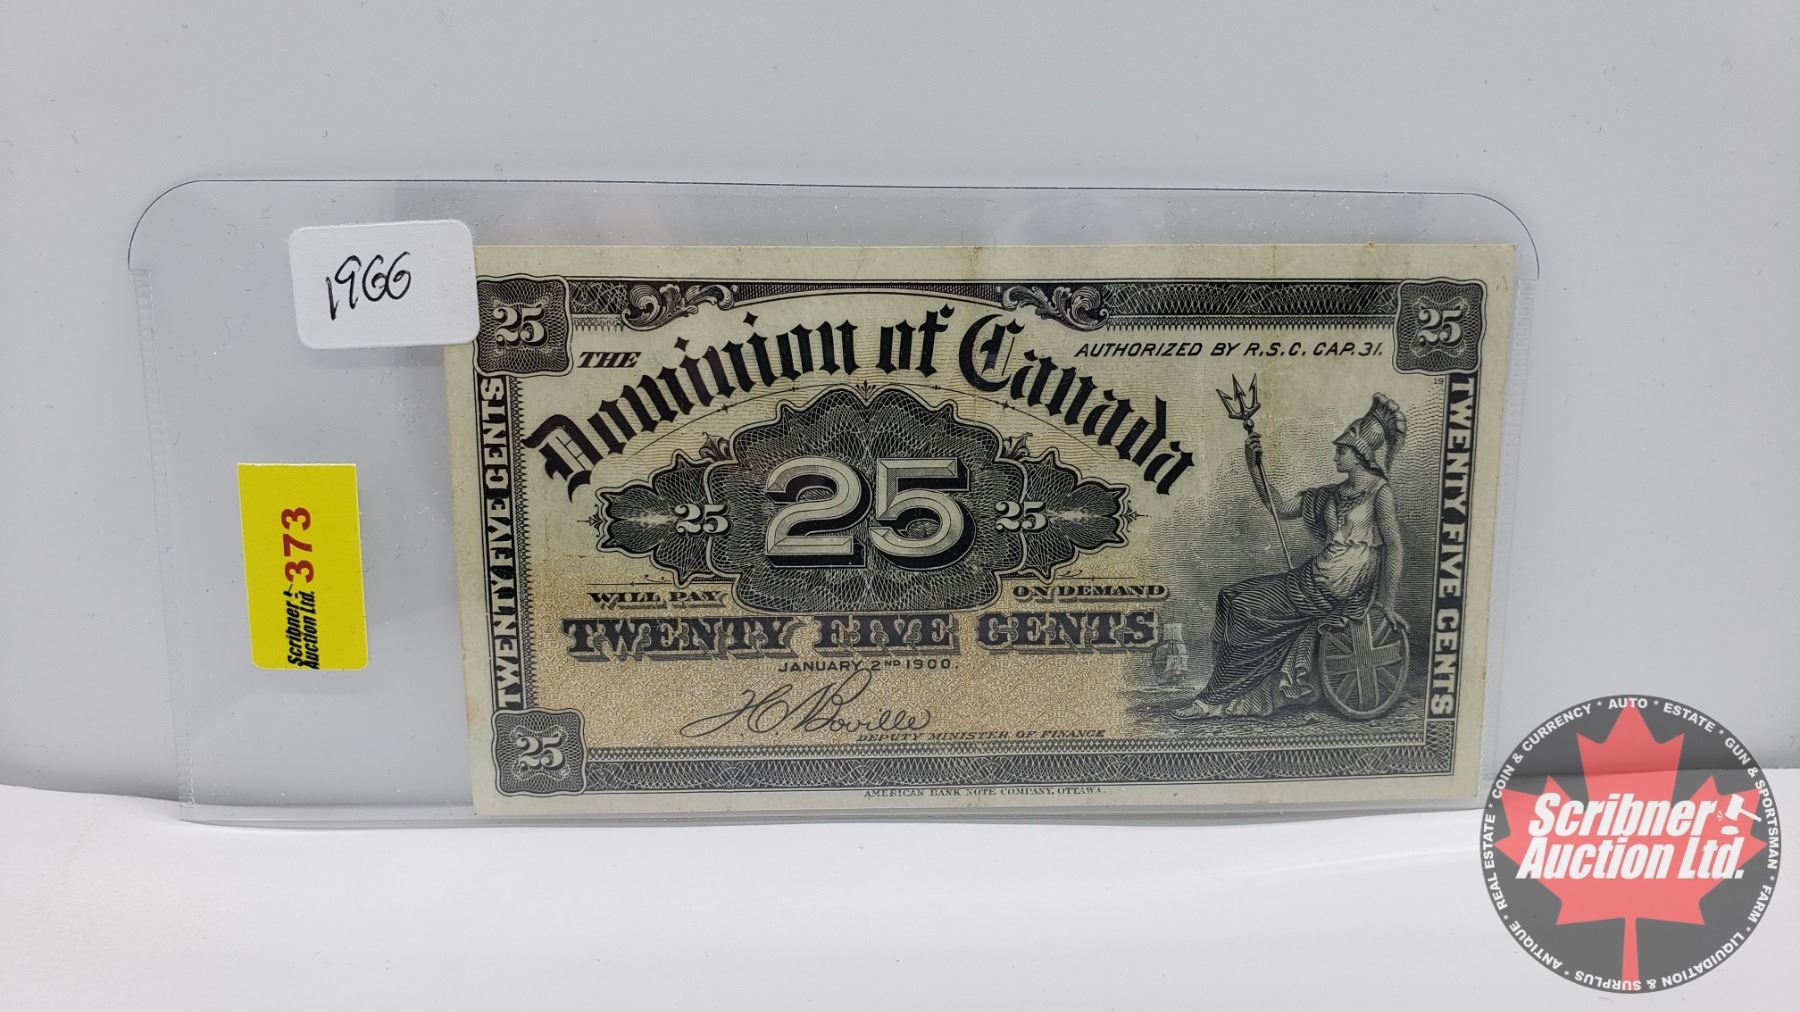 1966
373
Scribner
Auction Ltd.
25
25
THE
Dominion of Canada
AUTHORIZED BY R.S.C. CAP. 31.
19
TWENTY FIVE CENTS
TWENTY FIVE CENTS
25
25
25
WILL PAY
ON DEMAND
TWENTY FIVE CENTS
JANUARY 2ND 1900.
J.C. Boville
DEPUTY MINISTER OF FINANCE
25
AMERICAN BANK NOTE COMPANY, OTTAWA.
Scribner
Auction Ltd.
REAL ESTATE * COIN & CURRENCY * AUTO * ESTATE * GUN & SPORTSMAN * FARM * LIQUIDATION & SURPLUS * ANTIQUE *